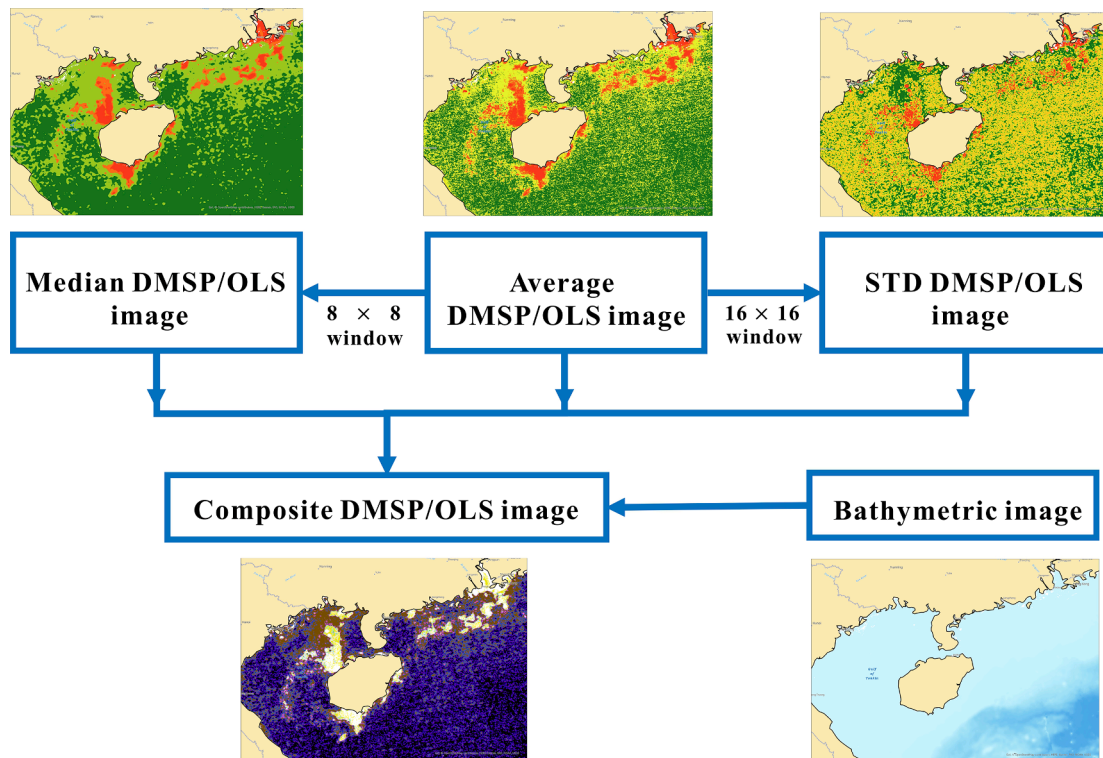 Median DMSP/OLS
image
8 × 8
window
Average
DMSP/OLS image
16 × 16
window
STD DMSP/OLS
image
Composite DMSP/OLS image
Bathymetric image